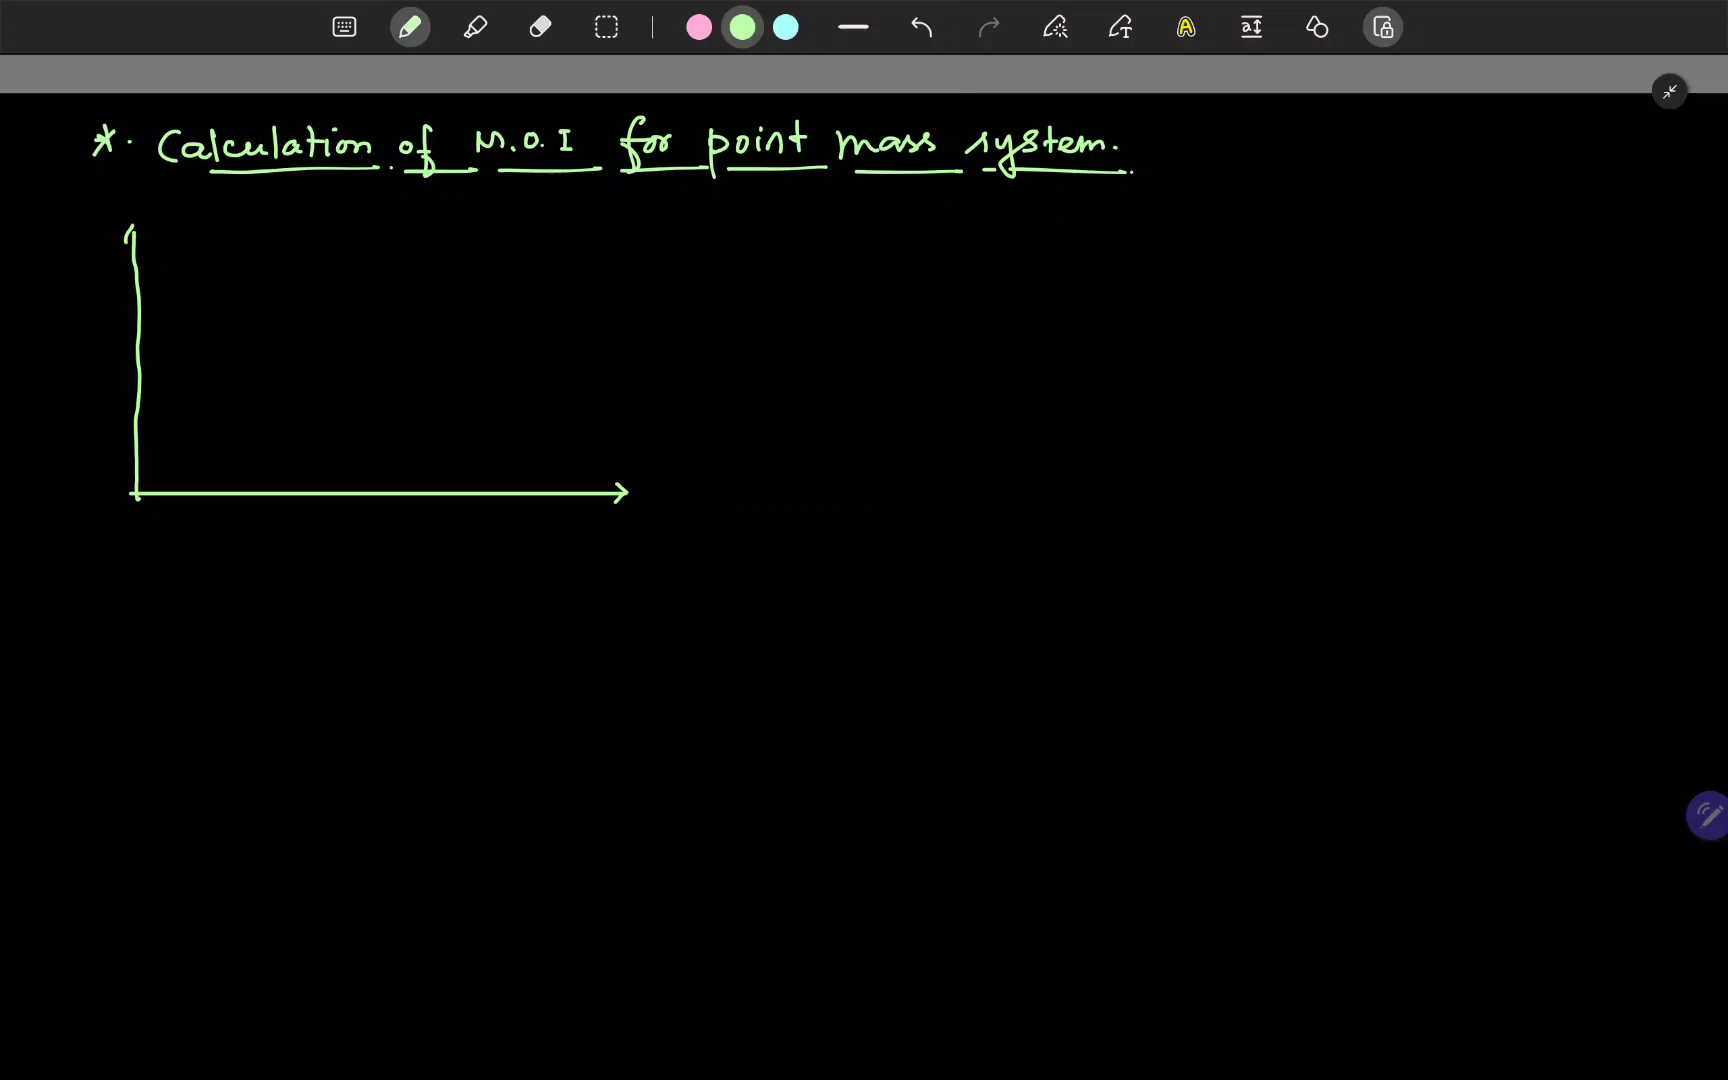 *. Calculation of M.O.I for point mass system.